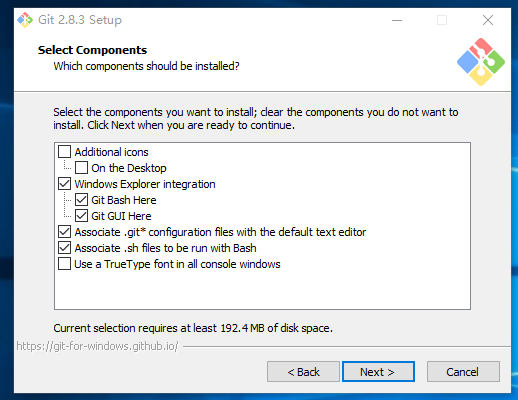 Git 2.8.3 Setup
Select Components
Which components should be installed?
Select the components you want to install; clear the components you do not want to
install. Click Next when you are ready to continue.
Additional icons
On the Desktop
Windows Explorer integration
Git Bash Here
Git GUI Here
Associate .git* configuration files with the default text editor
Associate .sh files to be run with Bash
Use a TrueType font in all console windows
Current selection requires at least 192.4 MB of disk space.
https://git-for-windows.github.io/
< Back
Next >
Cancel